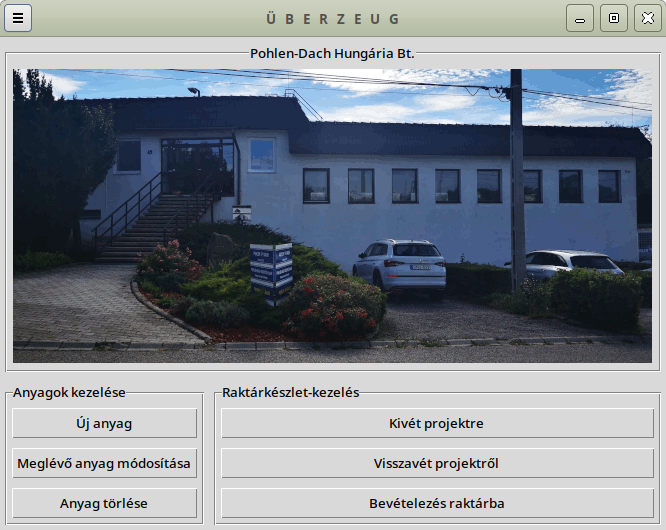 ÜBERZEUG
Pohlen-Dach Hungária Bt.
Anyagok kezelése
Új anyag
Meglévő anyag módosítása
Anyag törlése
Raktárkészlet-kezelés
Kivét projektre
Visszavét projektről
Bevételezés raktárba